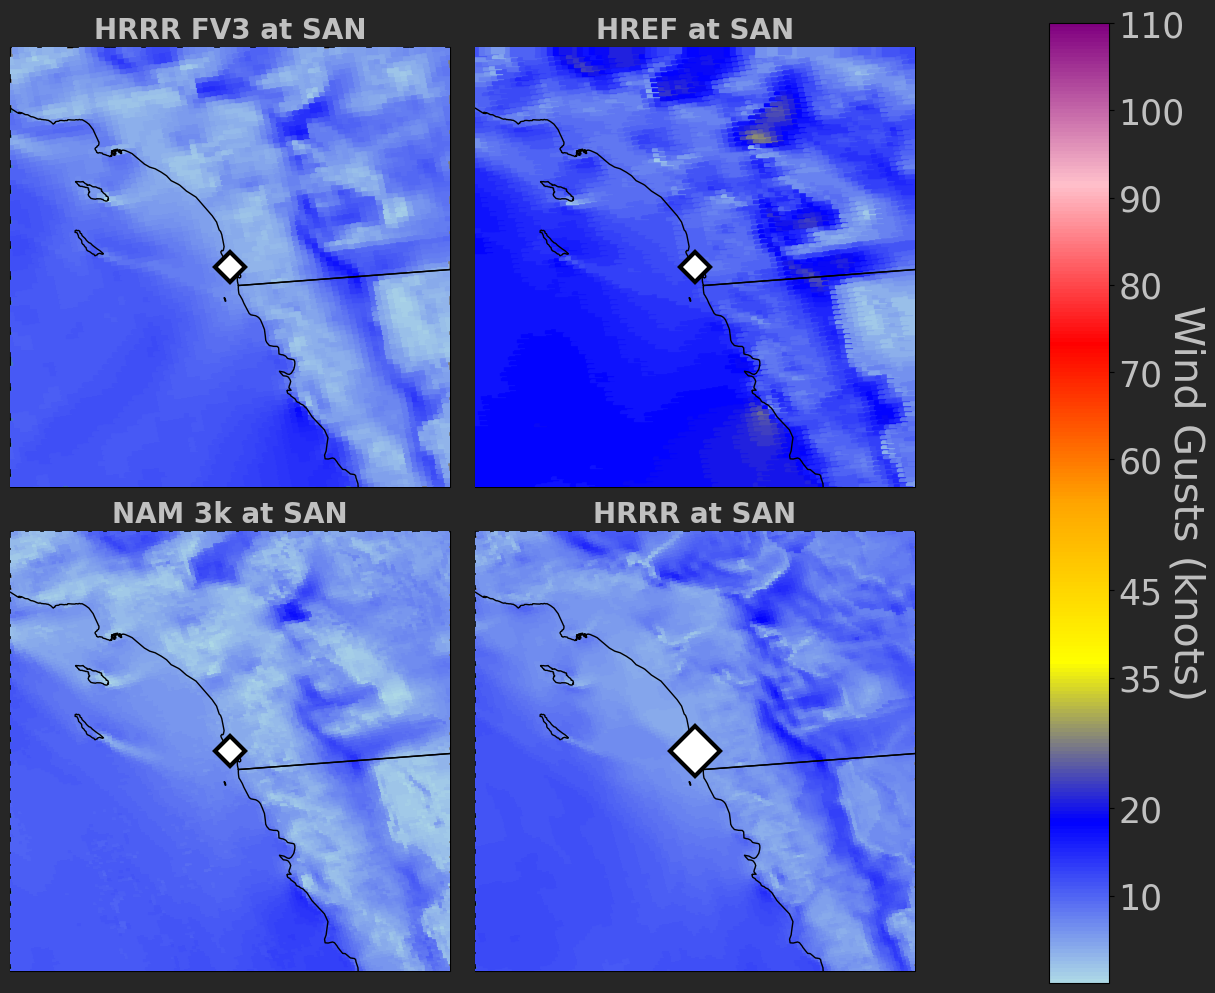 HRRR FV3 at SAN
HREF at SAN
NAM 3k at SAN
HRRR at SAN
110
100
90
80
70
60
45
35
20
10
Wind Gusts (knots)